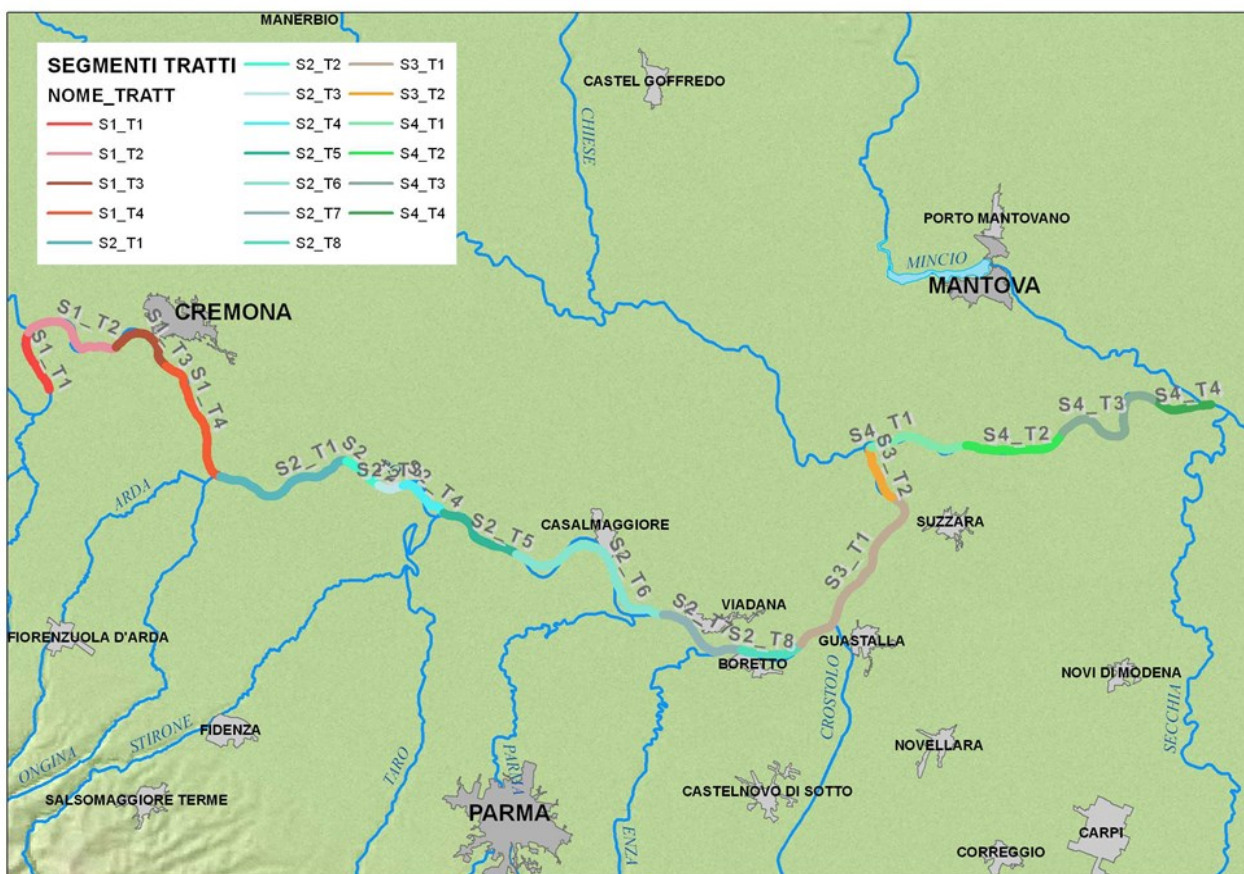 MANERBIO
SEGMENTI TRATTI
NOME_TRATT
S1_T1
S1_T2
S1_T3
S1_T4
S2_T1
S2_T2
S2_T3
S2_T4
S2_T5
S2_T6
S2_T7
S2_T8
S3_T1
S3_T2
S4_T1
S4_T2
S4_T3
S4_T4
CASTEL GOFFREDO
CHIESE
PORTO MANTOVANO
MINCIO
MANTOVA
CREMONA
S1_T1
S1_T2
S1_T3
S1_T4
S2_T1
S2_T3
S2_T4
S2_T5
S2_T6
S2_T7
S2_T8
S3_T1
S3_T2
S4_T1
S4_T2
S4_T3
S4_T4
ARDA
CASALMAGGIORE
SUZZARA
VIADANA
FIORENZUOLA D'ARDA
GUASTALLA
BORETTO
NOVI DI MODENA
CROSTOLO
SECCHIA
STIRONE
FIDENZA
ONGINA
TARO
PARMA
NOVELLARA
SALSOMAGGIORE TERME
CASTELNOVO DI SOTTO
PARMA
ENZA
CARPI
CORREGGIO